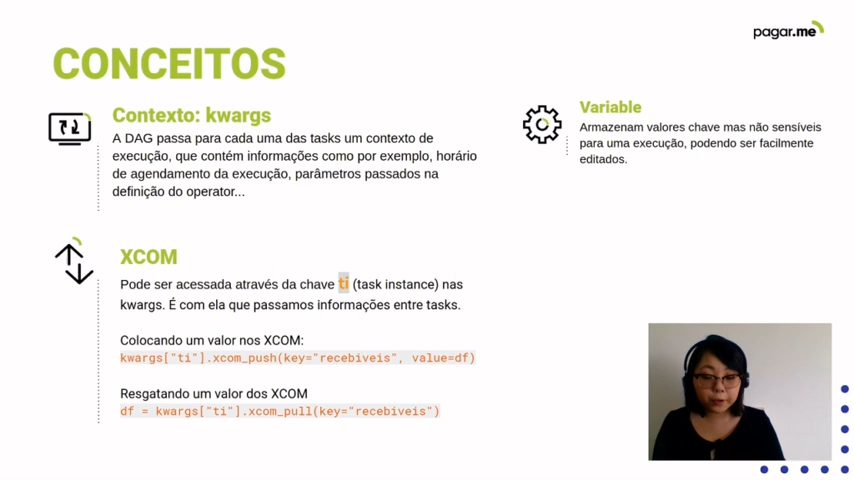 pagar.me
CONCEITOS
Contexto: kwargs
A DAG passa para cada uma das tasks um contexto de
execução, que contém informações como por exemplo, horário
de agendamento da execução, parâmetros passados na
definição do operator...
Variable
Armazenam valores chave mas não sensíveis
para uma execução, podendo ser facilmente
editados.
XCOM
Pode ser acessada através da chave ti (task instance) nas
kwargs. É com ela que passamos informações entre tasks.
Colocando um valor nos XCOM:
kwargs["ti"].xcom_push(key="recebiveis", value=df)
Resgatando um valor dos XCOM
df = kwargs["ti"].xcom_pull(key="recebiveis")